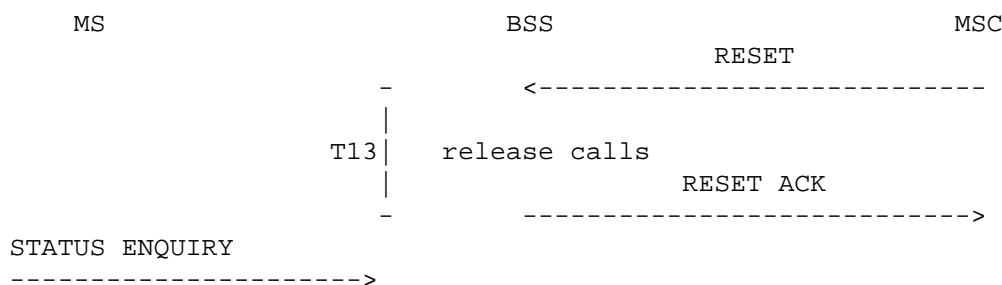 MS BSS MSC
RESET
<----------------------------
T13| release calls
RESET ACK
---------------------------->
STATUS ENQUIRY
---------------------->